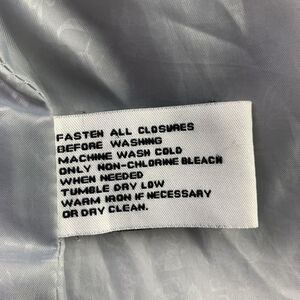 FASTEN ALL CLOSURES
BEFORE WASHING
MACHINE WASH COLD
ONLY NON-CHLORINE BLEACH
WHEN NEEDED
TUMBLE DRY LOW
WARM IRON IF NECESSARY
OR DRY CLEAN.